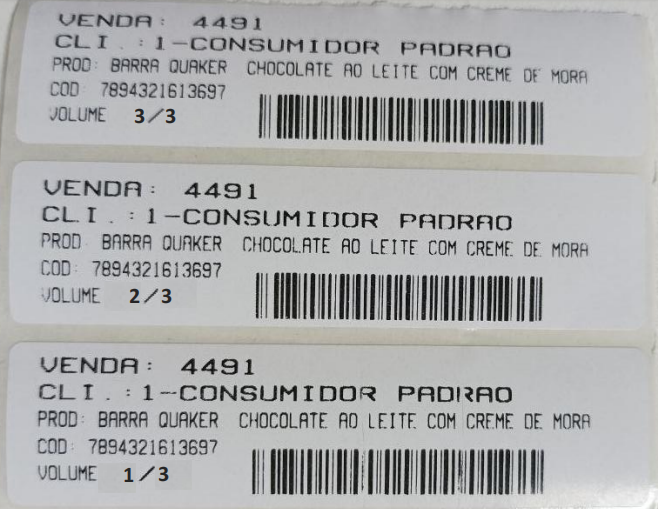 VENDA: 4491
CLI.:1-CONSUMIDOR PADRAO
PROD: BARRA QUAKER CHOCOLATE AO LEITE COM CREME DE MORA
COD: 7894321613697
VOLUME 3/3
VENDA: 4491
CLI.:1-CONSUMIDOR PADRAO
PROD: BARRA QUAKER CHOCOLATE AO LEITE COM CREME DE MORA
COD: 7894321613697
VOLUME 2/3
VENDA: 4491
CLI.:1-CONSUMIDOR PADRAO
PROD: BARRA QUAKER CHOCOLATE AO LEITE COM CREME DE MORA
COD: 7894321613697
VOLUME 1/3